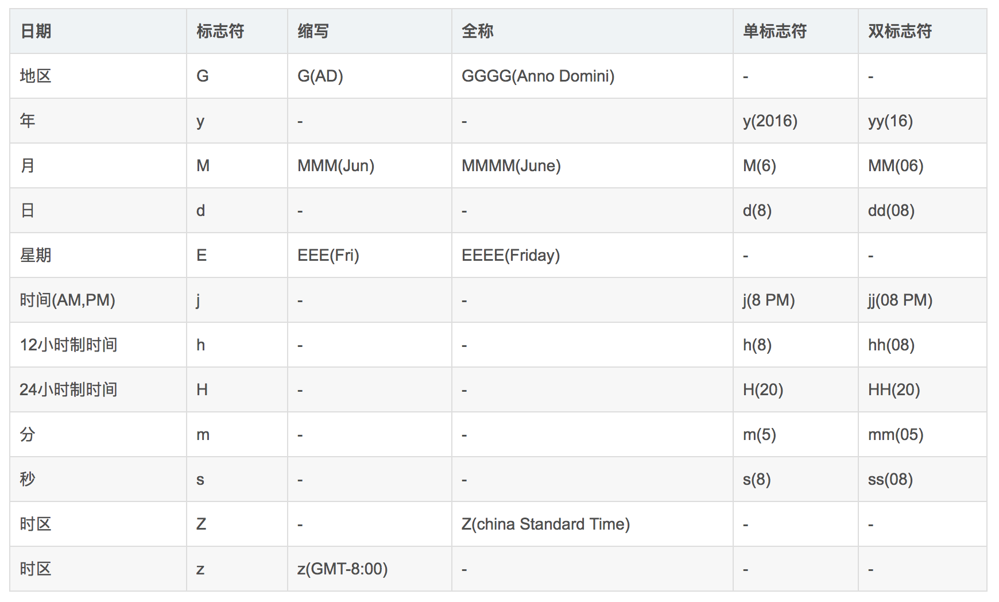 日期 标志符 缩写 全称 单标志符 双标志符
地区 G G(AD) GGGG(Anno Domini) - -
年 y - - y(2016) yy(16)
月 M MMM(Jun) MMMM(June) M(6) MM(06)
日 d - - d(8) dd(08)
星期 E EEE(Fri) EEEE(Friday) - -
时间(AM,PM) j - - j(8 PM) jj(08 PM)
12小时制时间 h - - h(8) hh(08)
24小时制时间 H - - H(20) HH(20)
分 m - - m(5) mm(05)
秒 s - - s(8) ss(08)
时区 Z - Z(china Standard Time) - -
时区 z z(GMT-8:00) - - -